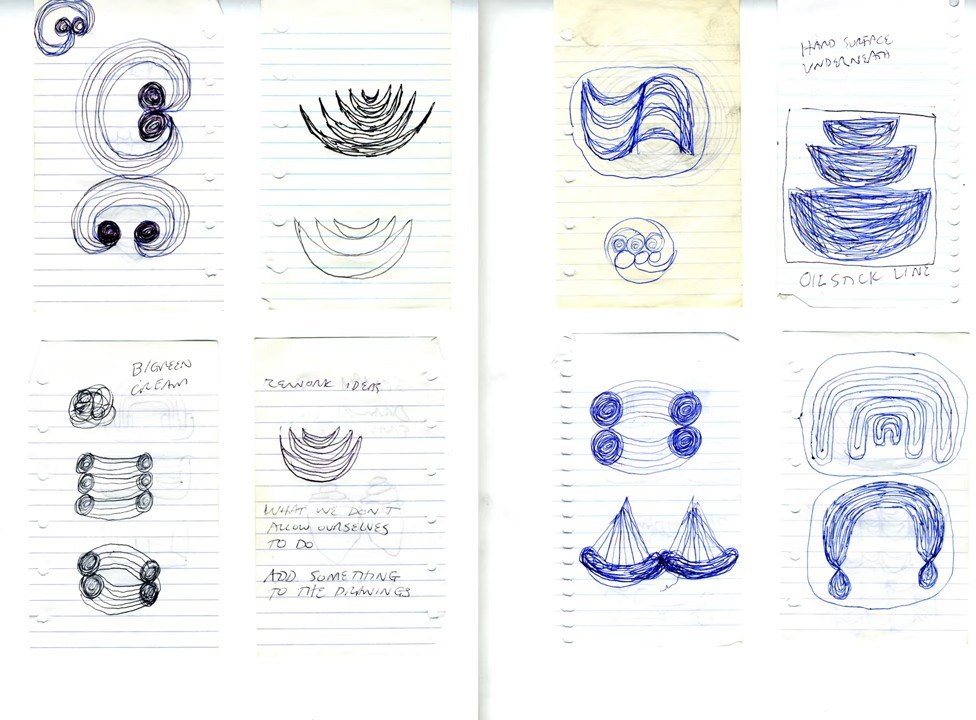 HARD SURFACE
UNDERNEATH
OILSTICK LINE
B/GREEN
CREAM
REWORK IDEAS
WHAT WE DON'T
ALLOW OURSELVES
TO DO
ADD SOMETHING
TO THE DRAWINGS